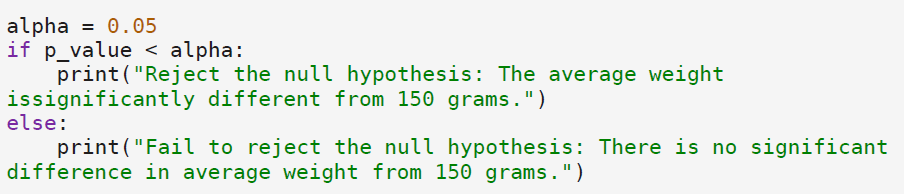 alpha = 0.05
if p_value < alpha:
    print("Reject the null hypothesis: The average weight
issignificantly different from 150 grams.")
else:
    print("Fail to reject the null hypothesis: There is no significant
difference in average weight from 150 grams.")